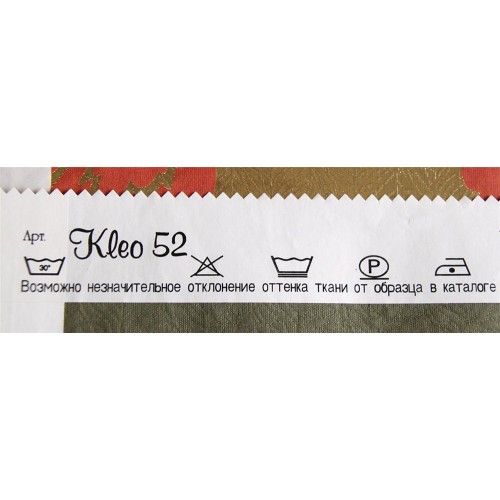 Арт. Kleo 52
30°
P
Возможно незначительное отклонение оттенка ткани от образца в каталоге